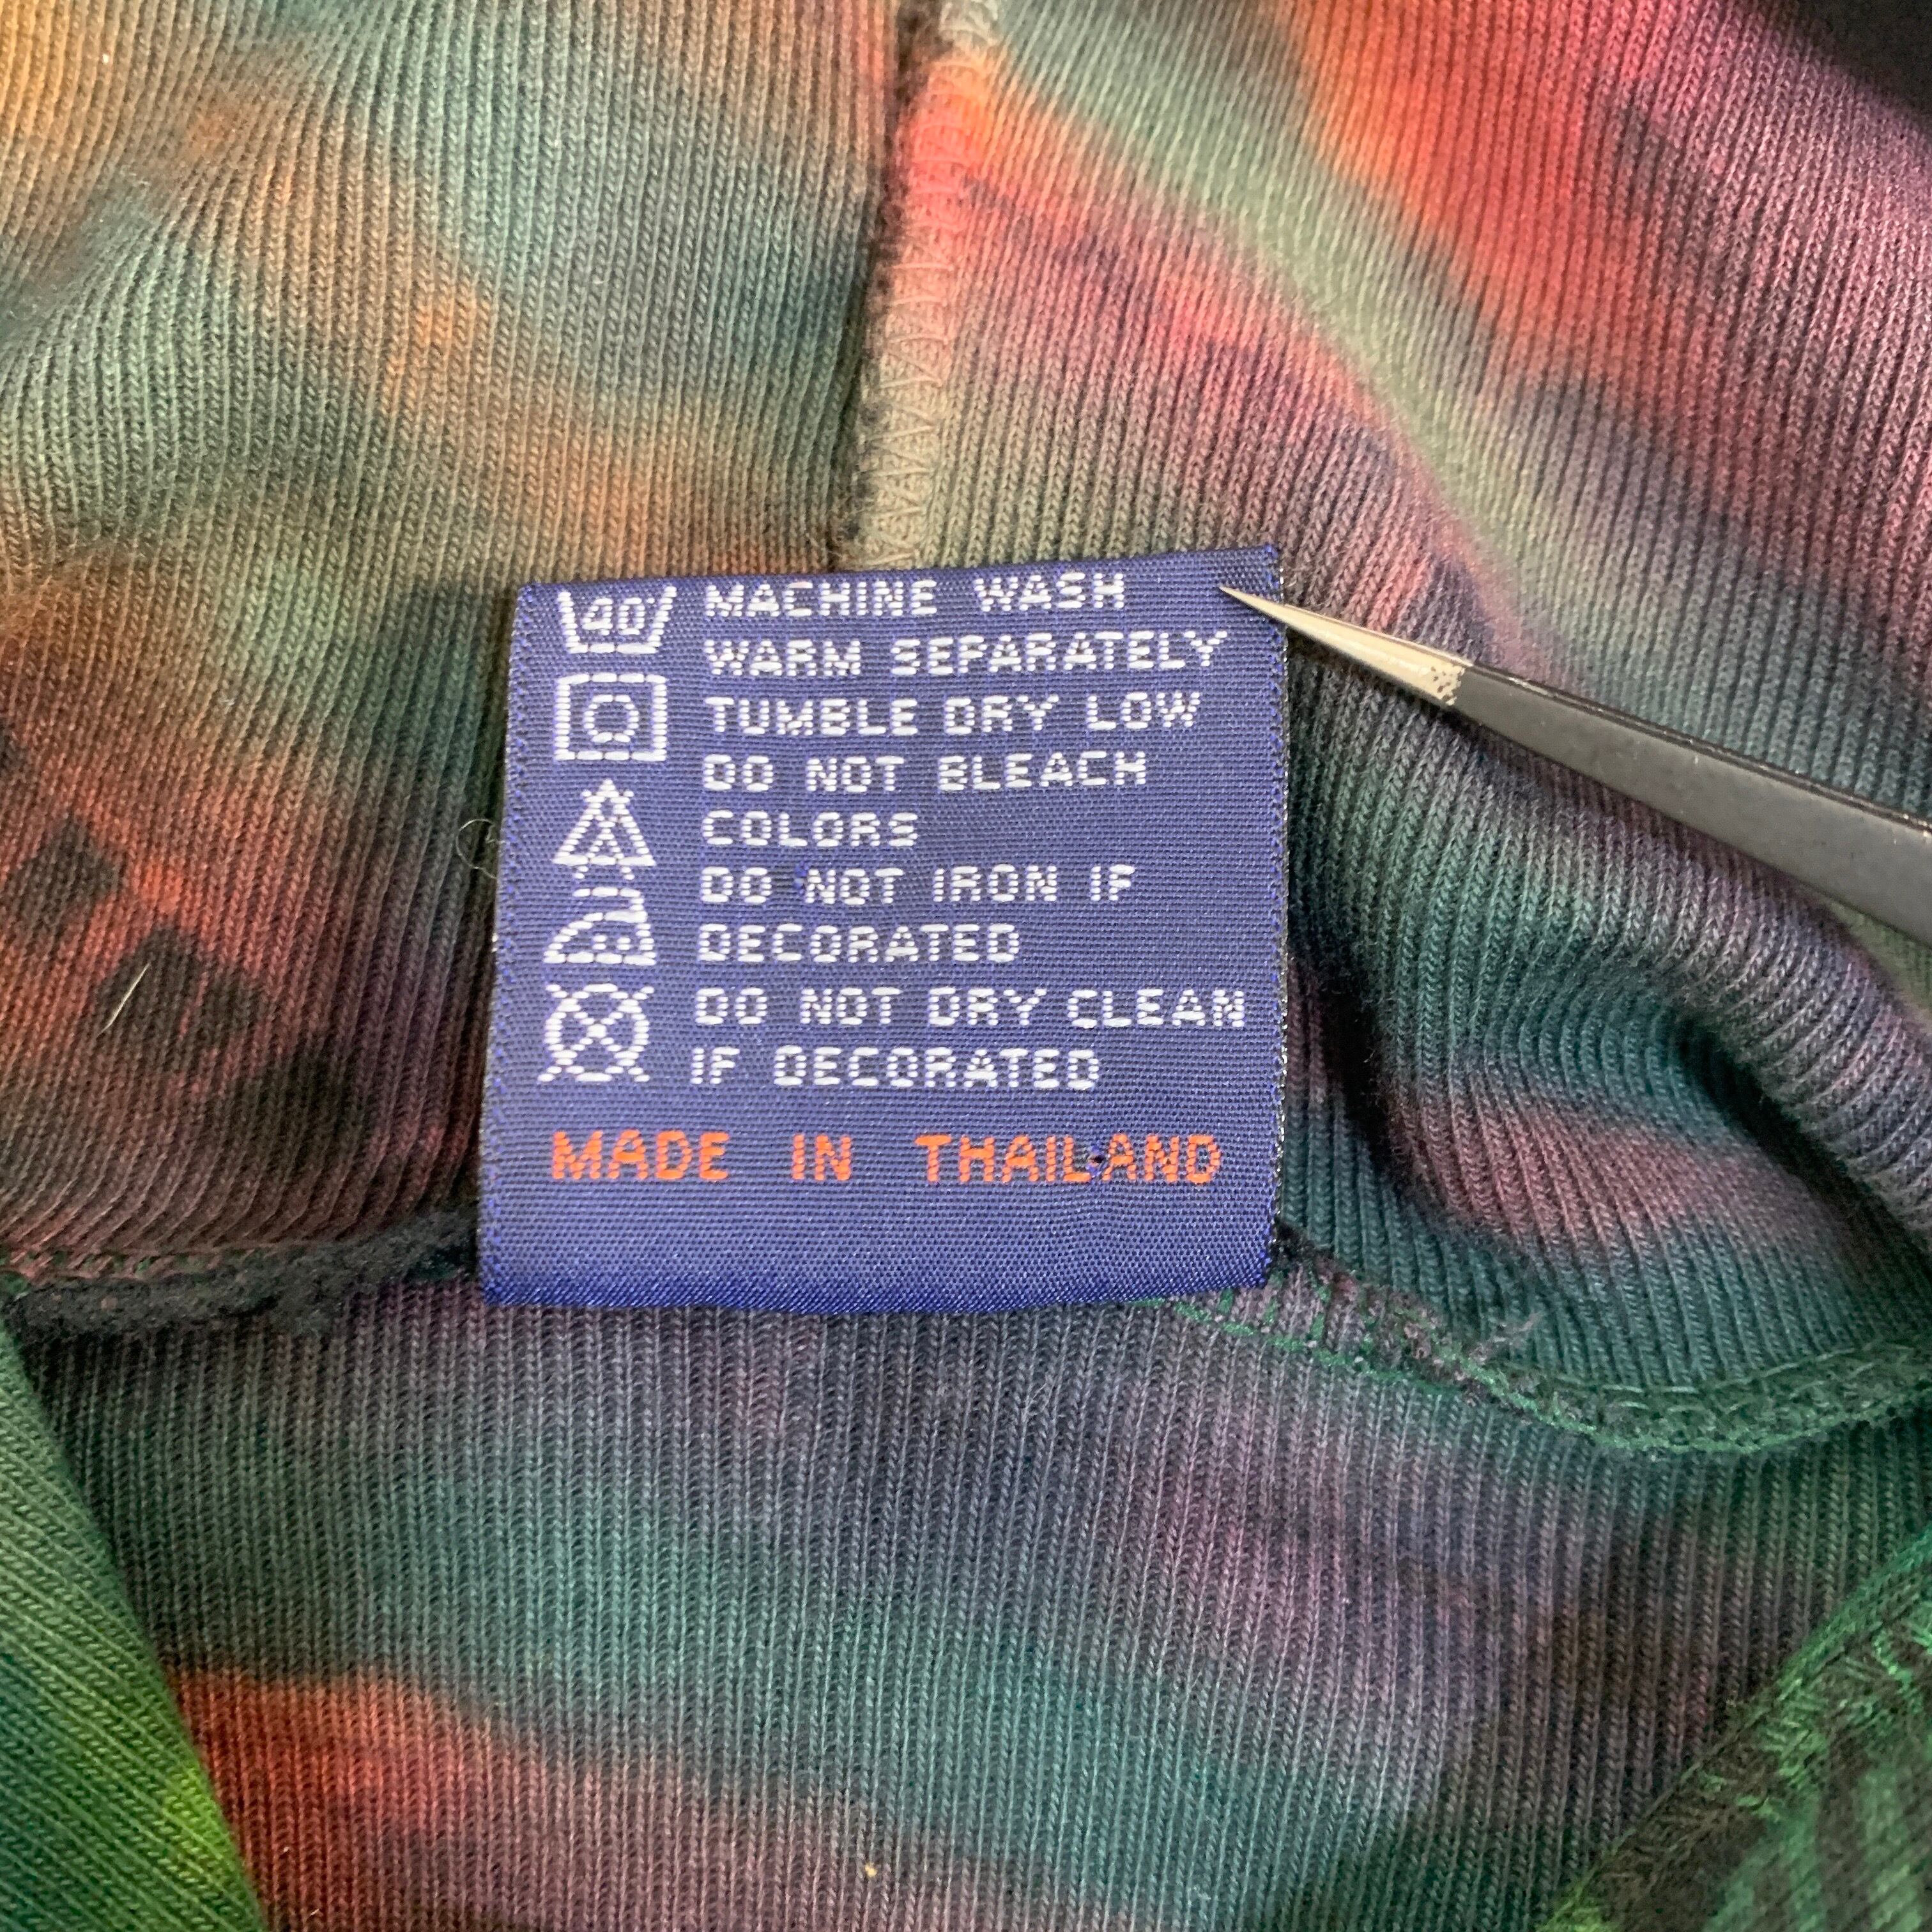 40° MACHINE WASH
WARM SEPARATELY
TUMBLE DRY LOW
DO NOT BLEACH
COLORS
DO NOT IRON IF
DECORATED
DO NOT DRY CLEAN
IF DECORATED
MADE IN THAILAND